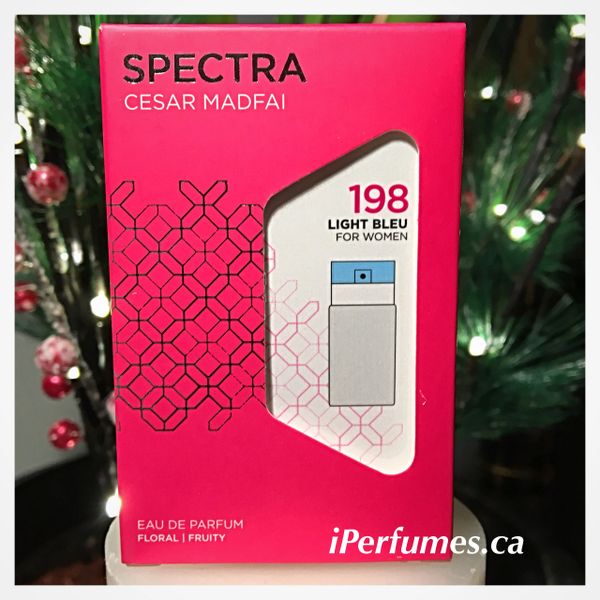 SPECTRA
CESAR MADFAI
198
LIGHT BLEU
FOR WOMEN
EAU DE PARFUM
FLORAL | FRUITY
iPerfumes.ca